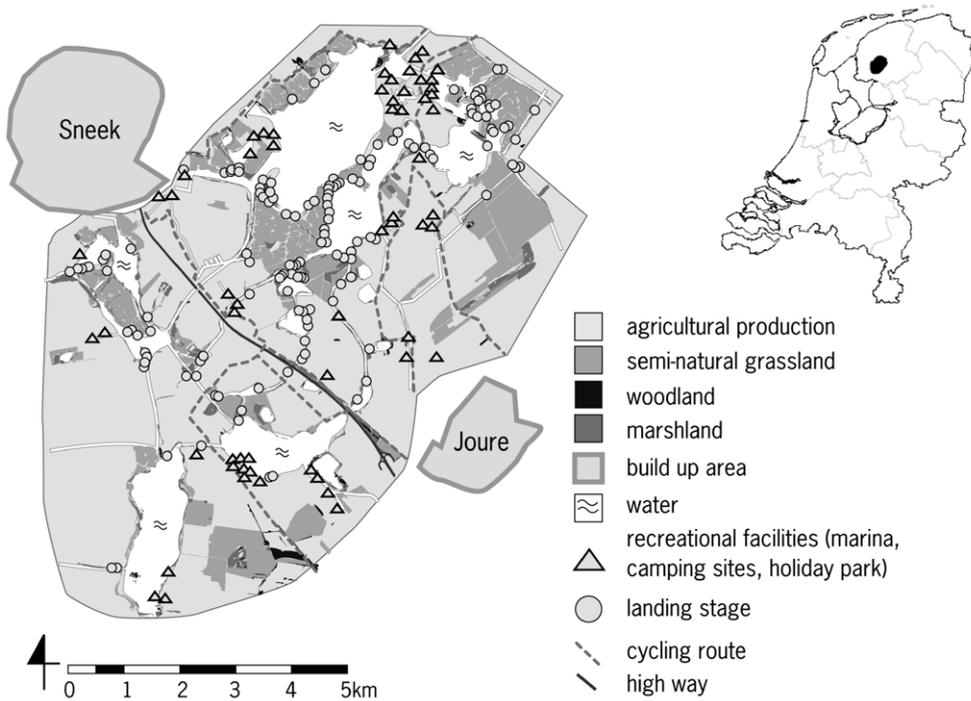 Sneek
Joure
agricultural production
semi-natural grassland
woodland
marshland
build up area
water
recreational facilities (marina,
camping sites, holiday park)
landing stage
cycling route
high way
0 1 2 3 4 5km